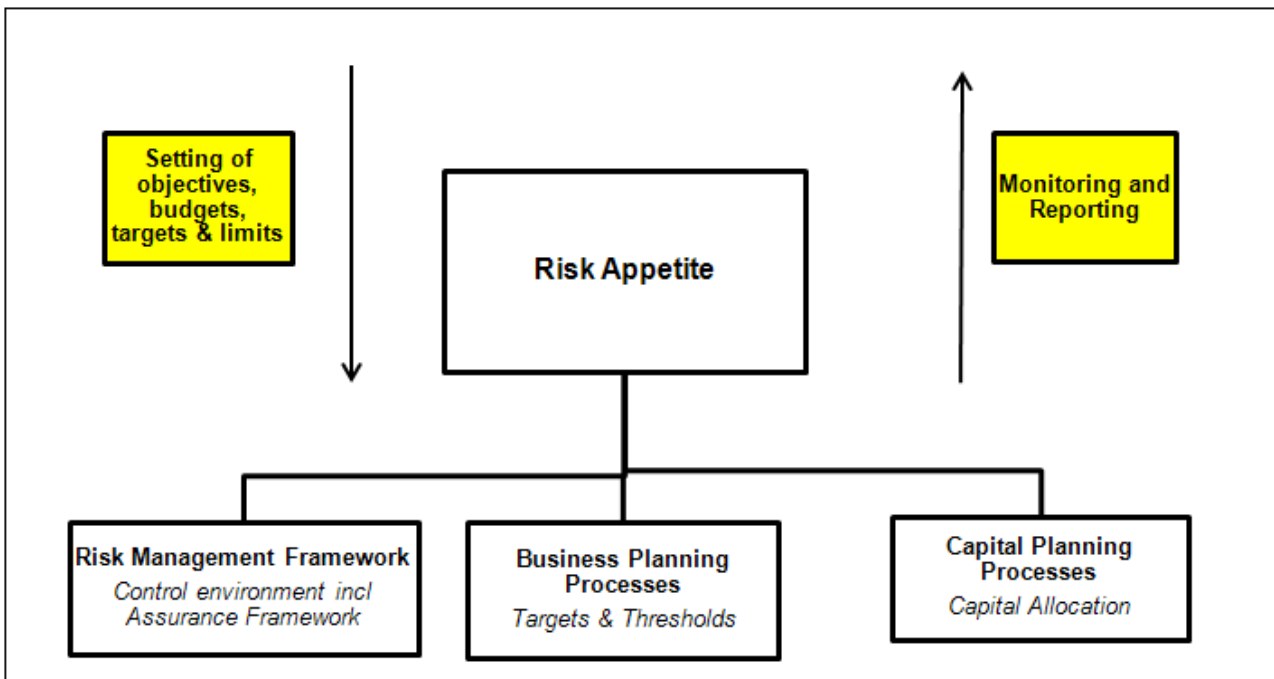 Setting of
objectives,
budgets,
targets & limits
Monitoring and
Reporting
Risk Appetite
Risk Management Framework
Control environment incl
Assurance Framework
Business Planning
Processes
Targets & Thresholds
Capital Planning
Processes
Capital Allocation